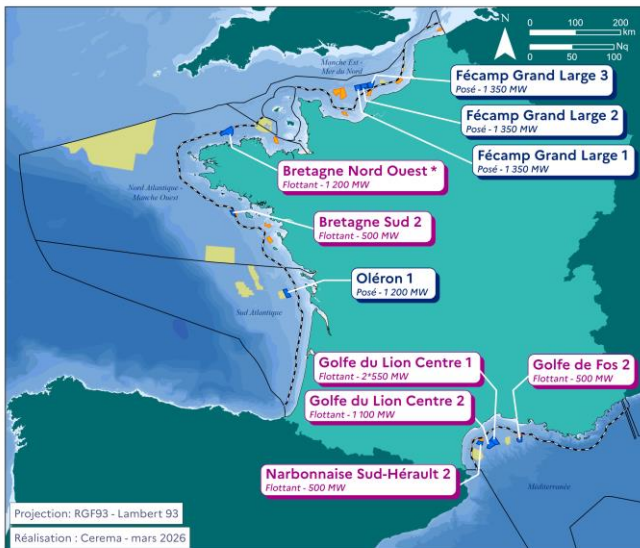 N
0 100 200
km
Nq
0 50 100
Manche Est -
Mer du Nord
Fécamp Grand Large 3
Posé - 1 350 MW
Fécamp Grand Large 2
Posé - 1 350 MW
Fécamp Grand Large 1
Posé - 1 350 MW
Bretagne Nord Ouest *
Flottant - 1 200 MW
Nord Atlantique -
Manche Ouest
Bretagne Sud 2
Flottant - 500 MW
Oléron 1
Posé - 1 200 MW
Sud Atlantique
Golfe du Lion Centre 1
Flottant - 2*550 MW
Golfe de Fos 2
Flottant - 500 MW
Golfe du Lion Centre 2
Flottant - 1 100 MW
Narbonnaise Sud-Hérault 2
Flottant - 500 MW
Méditerranée
Projection: RGF93 - Lambert 93
Réalisation : Cerema - mars 2026